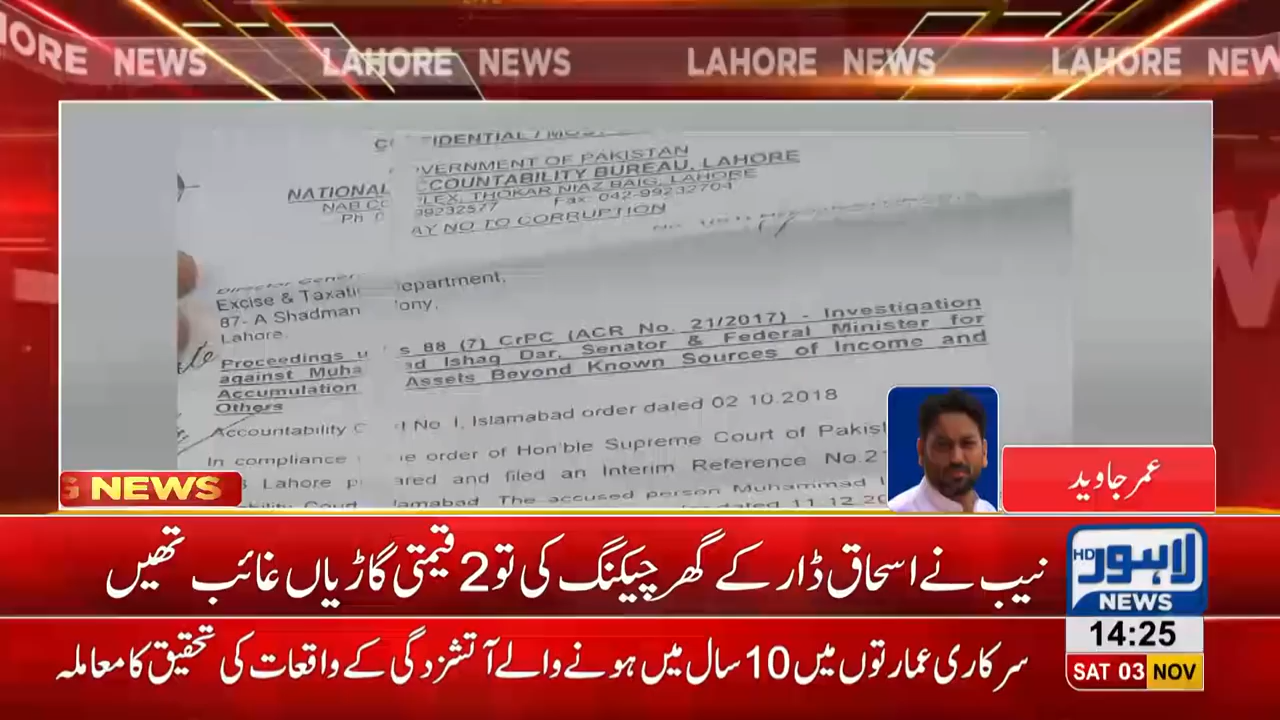 LAHORE NEWS LAHORE NEWS LAHORE NEWS
GOVERNMENT OF PAKISTAN
NATIONAL ACCOUNTABILITY BUREAU, LAHORE
THOKAR NIAZ BAIG, LAHORE
Fax: 042-99232704
SAY NO TO CORRUPTION
Excise & Taxation Department,
87- A Shadman
Lahore.
Proceedings 88 (7) CrPC (ACR No. 21/2017) - Investigation
against Ishaq Dar, Senator & Federal Minister for
Accumulation Assets Beyond Known Sources of Income and
Others
Accountability No I, Islamabad order dated 02 10.2018
In compliance order of Hon'ble Supreme Court of
Lahore and filed an Interim Reference
The accused person Muhammad
NEWS
عمر جاوید
نیب نے اسحاق ڈار کے گھر چیکنگ کی تو 2 قیمتی گاڑیاں غائب تھیں
سرکاری عمارتوں میں 10 سال میں ہونے والے آتشزدگی کے واقعات کی تحقیق کا معاملہ
HD لاہور
NEWS
14:25
SAT 03 NOV